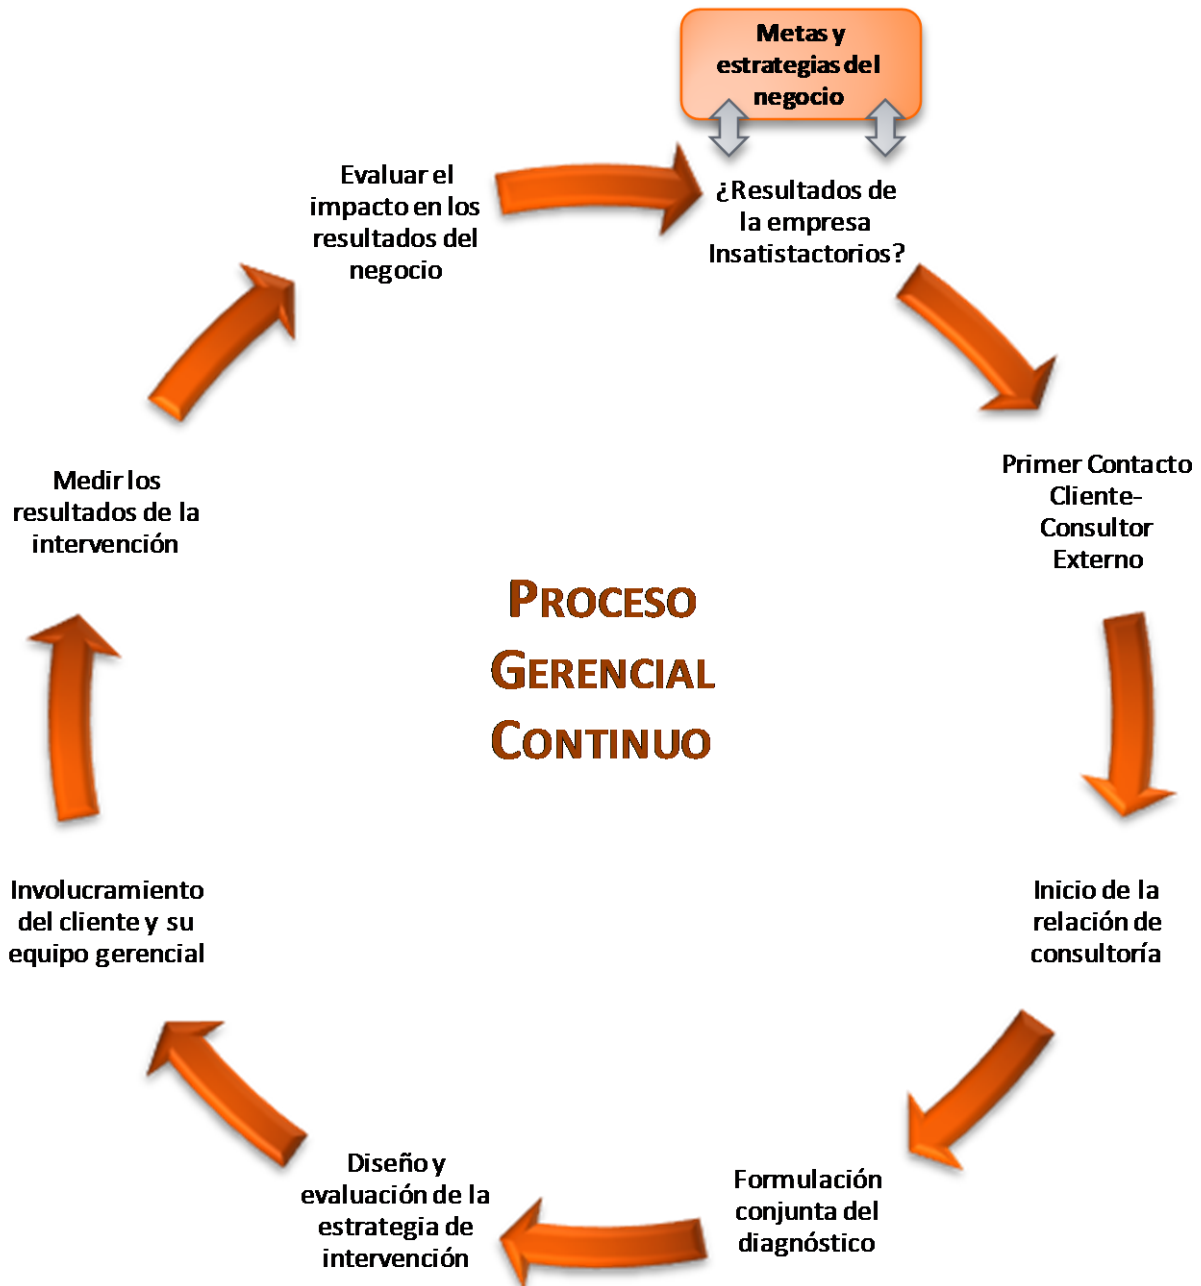 Metas y
estrategias del
negocio
¿Resultados de
la empresa
Insatistactorios?
Primer Contacto
Cliente-
Consultor
Externo
Inicio de la
relación de
consultoría
Formulación
conjunta del
diagnóstico
Diseño y
evaluación de la
estrategia de
intervención
Involucramiento
del cliente y su
equipo gerencial
Medir los
resultados de la
intervención
Evaluar el
impacto en los
resultados del
negocio
PROCESO
GERENCIAL
CONTINUO